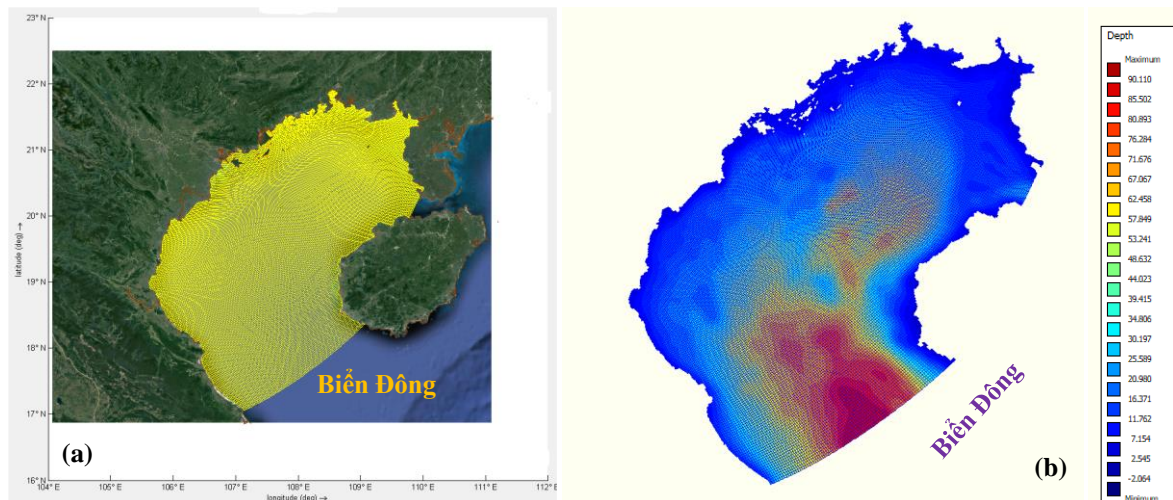 23° N
22° N
21° N
20° N
19° N
18° N
17° N
16° N
latitude (deg) →
104° E 105° E 106° E 107° E 108° E 109° E 110° E 111° E 112° E
longitude (deg) →
Biển Đông
(a)
Biển Đông
(b)
Depth
Maximum
90.110
85.502
80.893
76.284
71.676
67.067
62.458
57.849
53.241
48.632
44.023
39.415
34.806
30.197
25.589
20.980
16.371
11.762
7.154
2.545
-2.064
Minimum